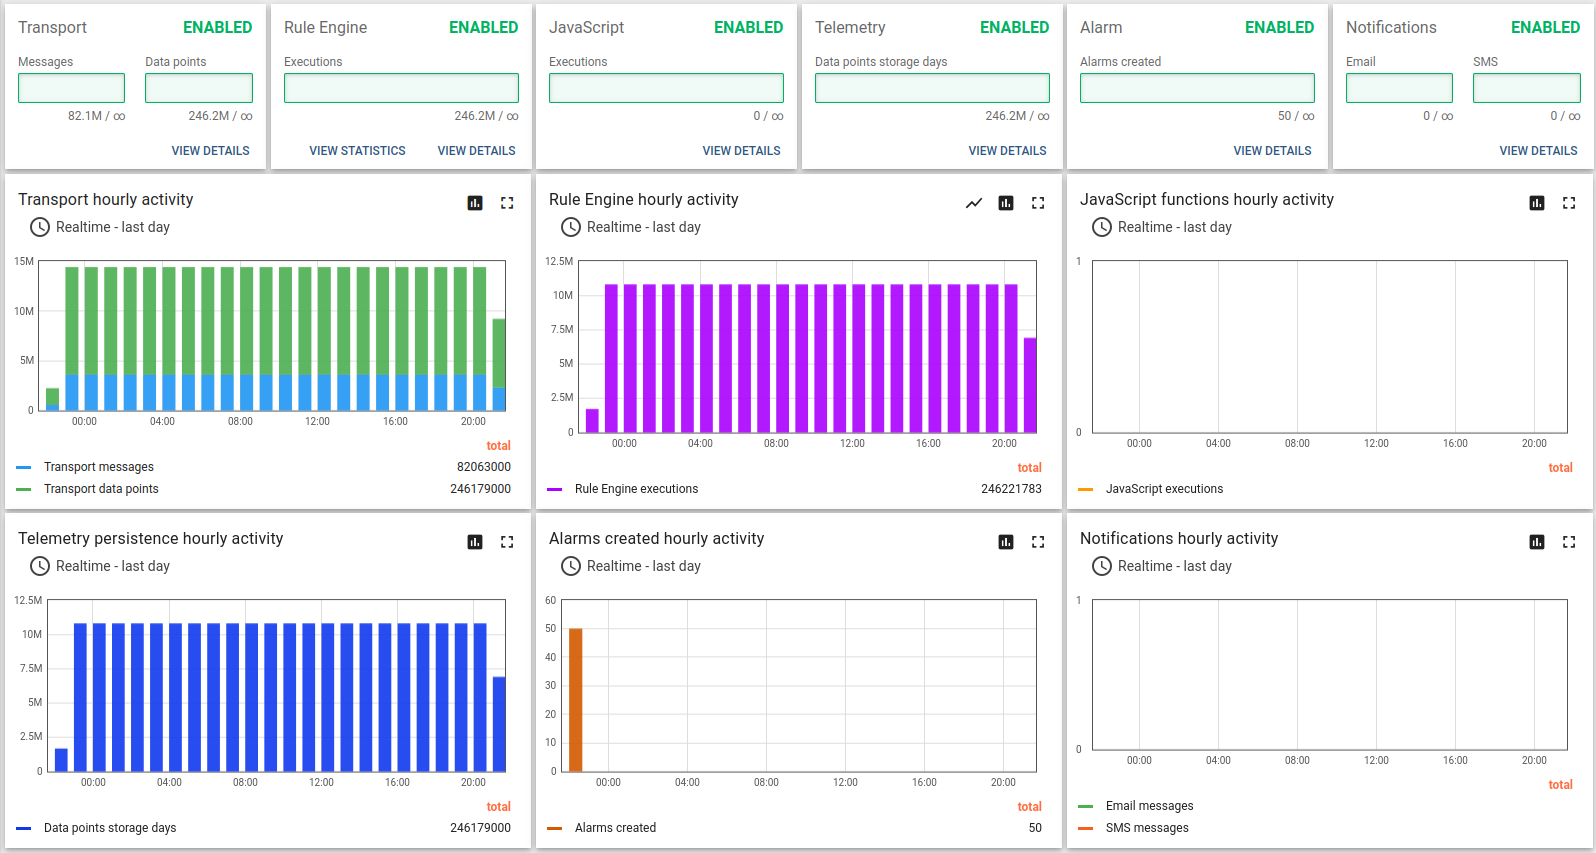 Transport ENABLED
Messages Data points
82.1M / ∞ 246.2M / ∞
VIEW DETAILS
Rule Engine ENABLED
Executions
246.2M / ∞
VIEW STATISTICS VIEW DETAILS
JavaScript ENABLED
Executions
0 / ∞
VIEW DETAILS
Telemetry ENABLED
Data points storage days
246.2M / ∞
VIEW DETAILS
Alarm ENABLED
Alarms created
50 / ∞
VIEW DETAILS
Notifications ENABLED
Email SMS
0 / ∞ 0 / ∞
VIEW DETAILS
Transport hourly activity
Realtime - last day
15M
10M
5M
0
00:00 04:00 08:00 12:00 16:00 20:00
total
Transport messages 82063000
Transport data points 246179000
Rule Engine hourly activity
Realtime - last day
12.5M
10M
7.5M
5M
2.5M
0
00:00 04:00 08:00 12:00 16:00 20:00
total
Rule Engine executions 246221783
JavaScript functions hourly activity
Realtime - last day
1
0
00:00 04:00 08:00 12:00 16:00 20:00
total
JavaScript executions
Telemetry persistence hourly activity
Realtime - last day
12.5M
10M
7.5M
5M
2.5M
0
00:00 04:00 08:00 12:00 16:00 20:00
total
Data points storage days 246179000
Alarms created hourly activity
Realtime - last day
60
50
40
30
20
10
0
00:00 04:00 08:00 12:00 16:00 20:00
total
Alarms created 50
Notifications hourly activity
Realtime - last day
1
0
00:00 04:00 08:00 12:00 16:00 20:00
total
Email messages
SMS messages